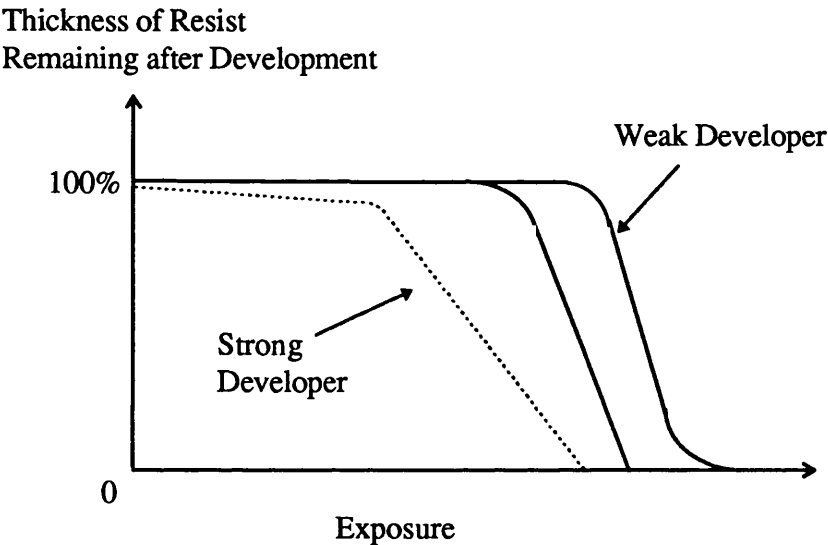 Thickness of Resist
Remaining after Development
Weak Developer
100%
Strong
Developer
0
Exposure